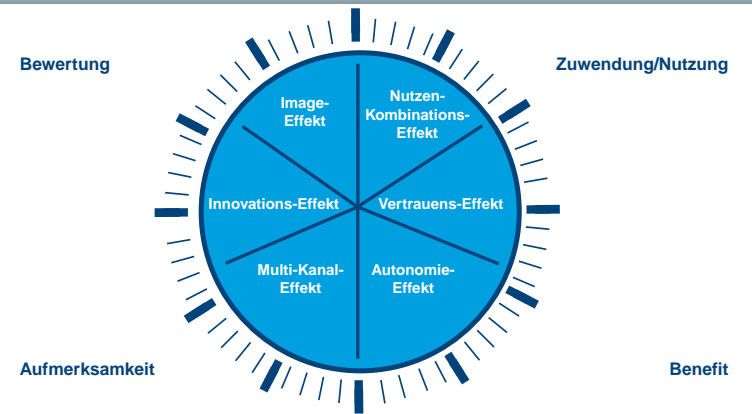 Bewertung
Zuwendung/Nutzung
Image-
Effekt
Nutzen-
Kombinations-
Effekt
Innovations-Effekt
Vertrauens-Effekt
Multi-Kanal-
Effekt
Autonomie-
Effekt
Aufmerksamkeit
Benefit